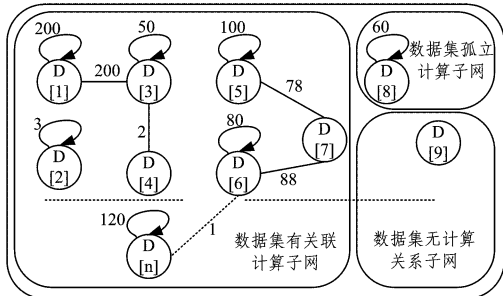 200 50 100 60
D D D D
[1] 200 [3] [5] [8]
数据集孤立
计算子网
78
3 2 80
D D D D D
[2] [4] [6] [7] [9]
88
120 1
D
[n]
数据集有关联
计算子网
数据集无计算
关系子网